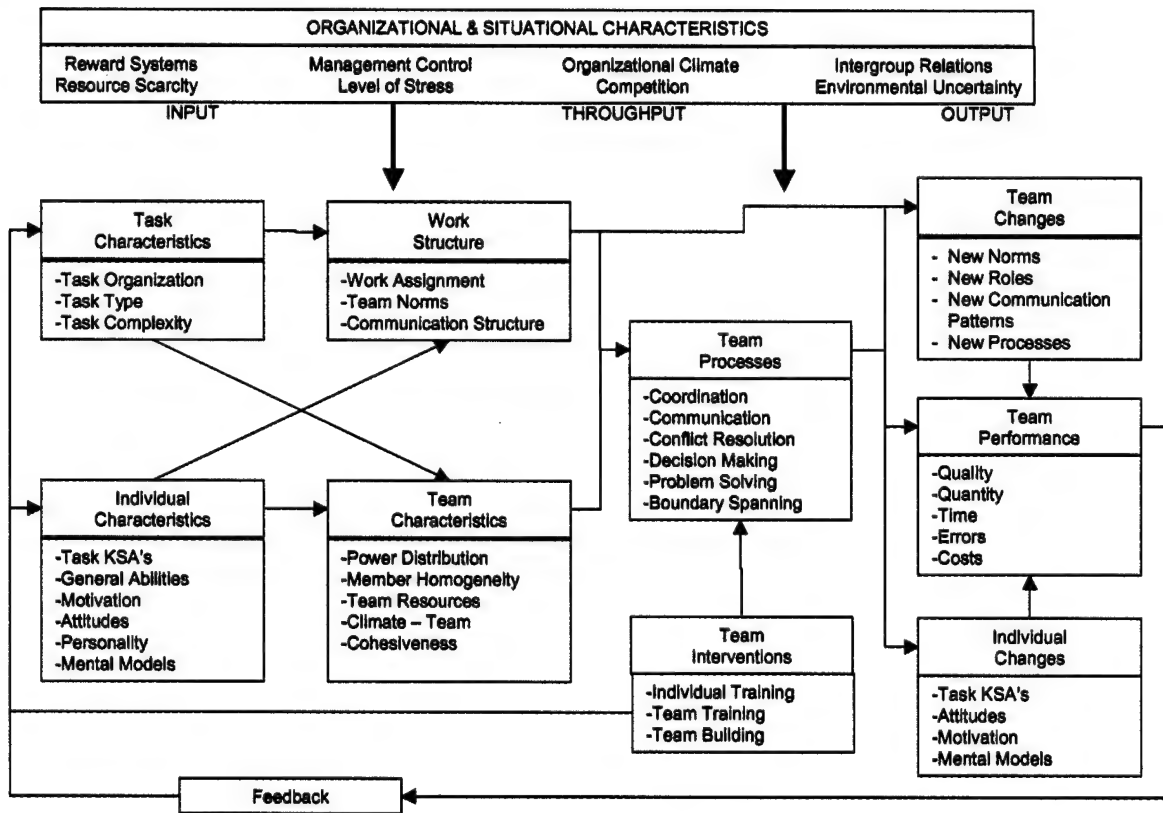 ORGANIZATIONAL & SITUATIONAL CHARACTERISTICS
Reward Systems
Resource Scarcity
Management Control
Level of Stress
Organizational Climate
Competition
Intergroup Relations
Environmental Uncertainty
INPUT
THROUGHPUT
OUTPUT
Task
Characteristics
-Task Organization
-Task Type
-Task Complexity
Work
Structure
-Work Assignment
-Team Norms
-Communication Structure
Individual
Characteristics
-Task KSA's
-General Abilities
-Motivation
-Attitudes
-Personality
-Mental Models
Team
Characteristics
-Power Distribution
-Member Homogeneity
-Team Resources
-Climate – Team
-Cohesiveness
Team
Processes
-Coordination
-Communication
-Conflict Resolution
-Decision Making
-Problem Solving
-Boundary Spanning
Team
Interventions
-Individual Training
-Team Training
-Team Building
Team
Changes
- New Norms
- New Roles
- New Communication
Patterns
- New Processes
Team
Performance
-Quality
-Quantity
-Time
-Errors
-Costs
Individual
Changes
-Task KSA's
-Attitudes
-Motivation
-Mental Models
Feedback